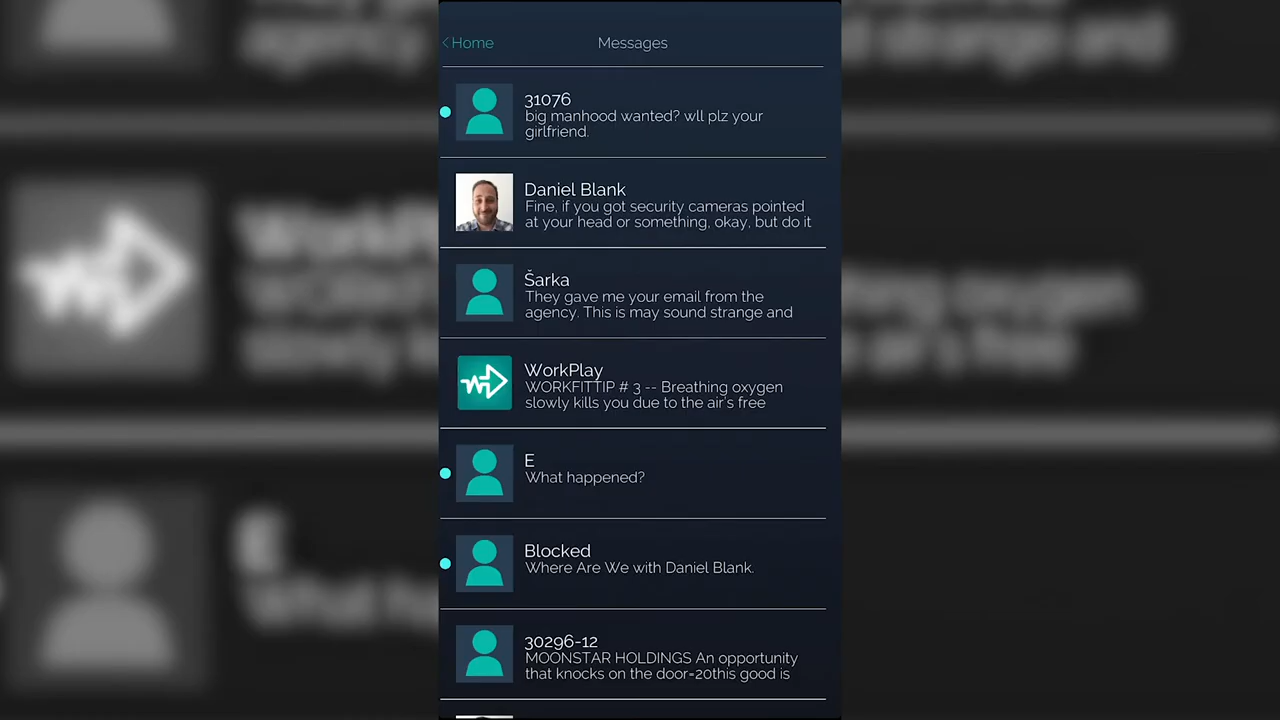 Home
Messages
31076
big manhood wanted? wll plz your
girlfriend.
Daniel Blank
Fine, if you got security cameras pointed
at your head or something, okay, but do it
Šarka
They gave me your email from the
agency. This is may sound strange and
WorkPlay
WORKFITTIP # 3 -- Breathing oxygen
slowly kills you due to the air's free
E
What happened?
Blocked
Where Are We with Daniel Blank.
30296-12
MOONSTAR HOLDINGS An opportunity
that knocks on the door=20this good is